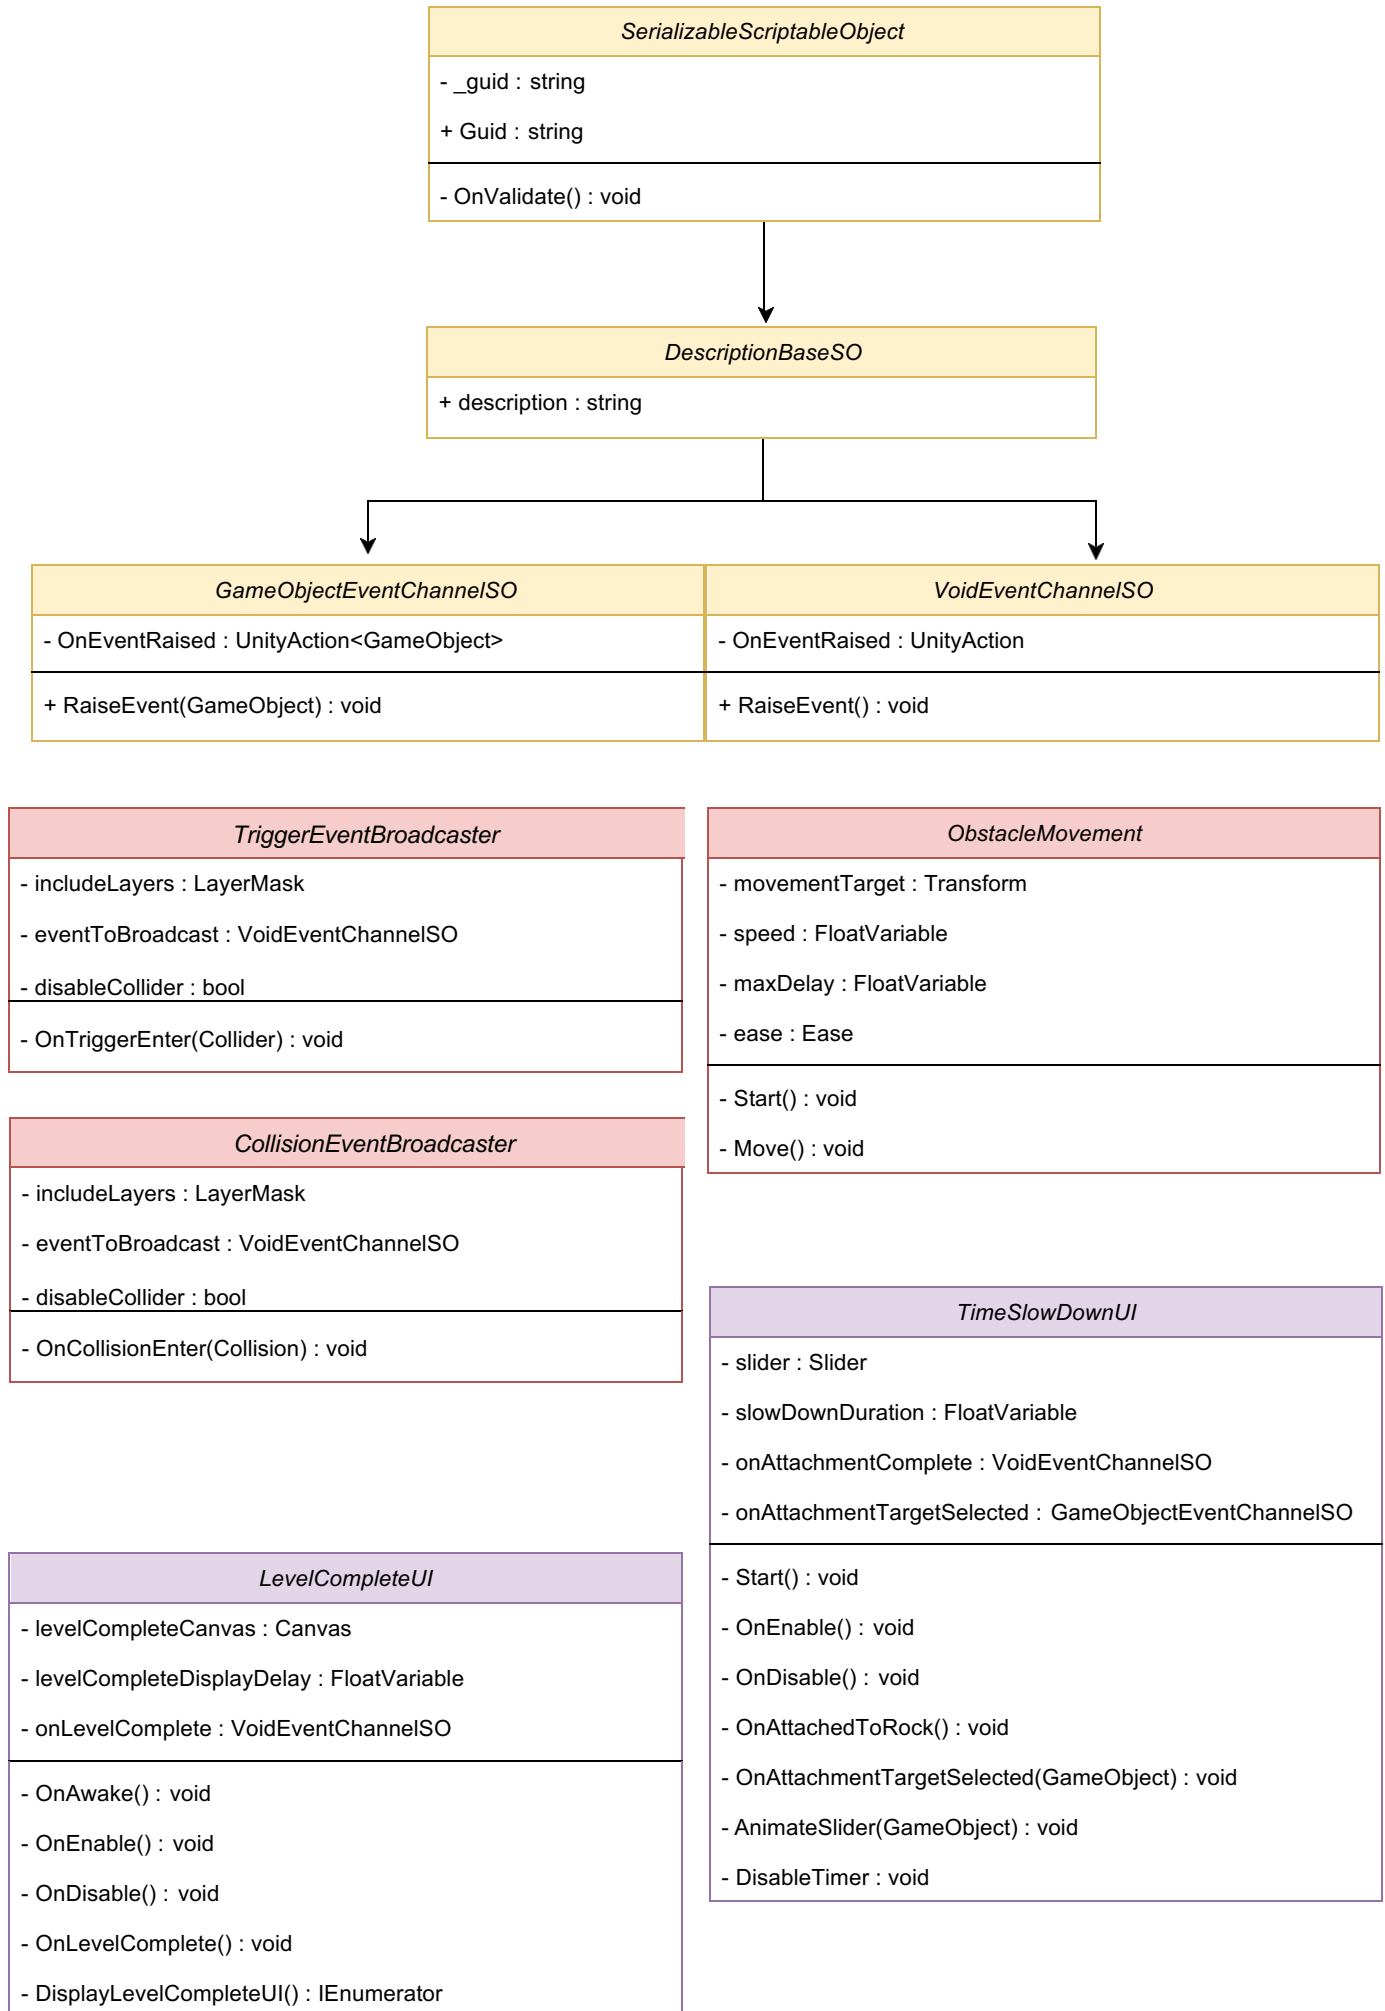 SerializableScriptableObject
- _guid : string
+ Guid : string
- OnValidate() : void
DescriptionBaseSO
+ description : string
GameObjectEventChannelSO
- OnEventRaised : UnityAction<GameObject>
+ RaiseEvent(GameObject) : void
VoidEventChannelSO
- OnEventRaised : UnityAction
+ RaiseEvent() : void
TriggerEventBroadcaster
- includeLayers : LayerMask
- eventToBroadcast : VoidEventChannelSO
- disableCollider : bool
- OnTriggerEnter(Collider) : void
ObstacleMovement
- movementTarget : Transform
- speed : FloatVariable
- maxDelay : FloatVariable
- ease : Ease
- Start() : void
- Move() : void
CollisionEventBroadcaster
- includeLayers : LayerMask
- eventToBroadcast : VoidEventChannelSO
- disableCollider : bool
- OnCollisionEnter(Collision) : void
TimeSlowDownUI
- slider : Slider
- slowDownDuration : FloatVariable
- onAttachmentComplete : VoidEventChannelSO
- onAttachmentTargetSelected : GameObjectEventChannelSO
- Start() : void
- OnEnable() : void
- OnDisable() : void
- OnAttachedToRock() : void
- OnAttachmentTargetSelected(GameObject) : void
- AnimateSlider(GameObject) : void
- DisableTimer : void
LevelCompleteUI
- levelCompleteCanvas : Canvas
- levelCompleteDisplayDelay : FloatVariable
- onLevelComplete : VoidEventChannelSO
- OnAwake() : void
- OnEnable() : void
- OnDisable() : void
- OnLevelComplete() : void
- DisplayLevelCompleteUI() : IEnumerator